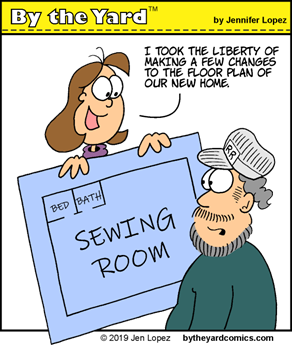 By the Yard™
by Jennifer Lopez
I TOOK THE LIBERTY OF
MAKING A FEW CHANGES
TO THE FLOOR PLAN OF
OUR NEW HOME.
RR
BED BATH
SEWING
ROOM
© 2019 Jen Lopez bytheyardcomics.com